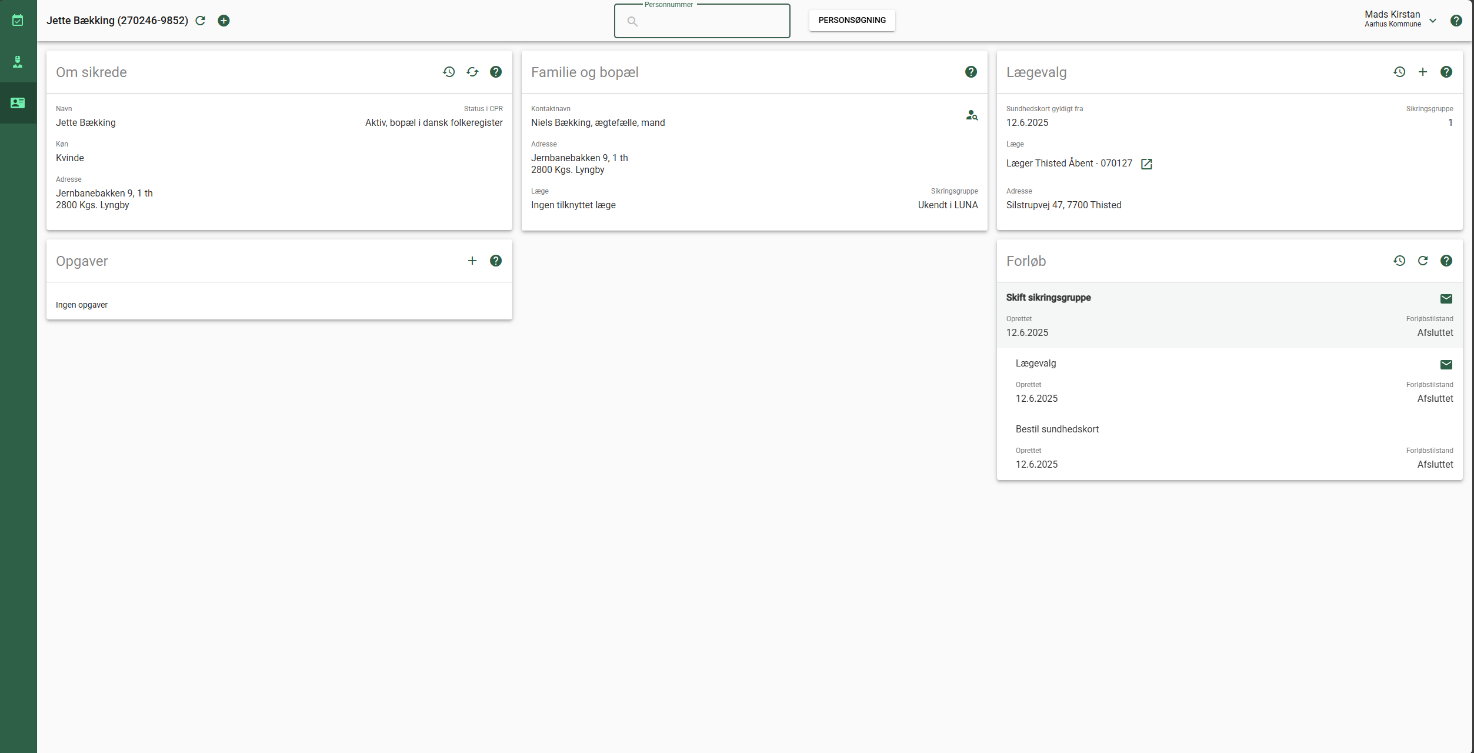 Jette Bækking (270246-9852)
Personnummer
PERSONSØGNING
Mads Kirstan
Aarhus Kommune
Om sikrede
Navn
Status i CPR
Jette Bækking
Aktiv, bopæl i dansk folkeregister
Køn
Kvinde
Adresse
Jernbanebakken 9, 1 th
2800 Kgs. Lyngby
Familie og bopæl
Kontaktnavn
Niels Bækking, ægtefælle, mand
Adresse
Jernbanebakken 9, 1 th
2800 Kgs. Lyngby
Læge
Sikringsgruppe
Ingen tilknyttet læge
Ukendt i LUNA
Lægevalg
Sundhedskort gyldigt fra
Sikringsgruppe
12.6.2025
1
Læge
Læger Thisted Åbent - 070127
Adresse
Silstrupvej 47, 7700 Thisted
Opgaver
Ingen opgaver
Forløb
Skift sikringsgruppe
Oprettet
Forløbstilstand
12.6.2025
Afsluttet
Lægevalg
Oprettet
Forløbstilstand
12.6.2025
Afsluttet
Bestil sundhedskort
Oprettet
Forløbstilstand
12.6.2025
Afsluttet